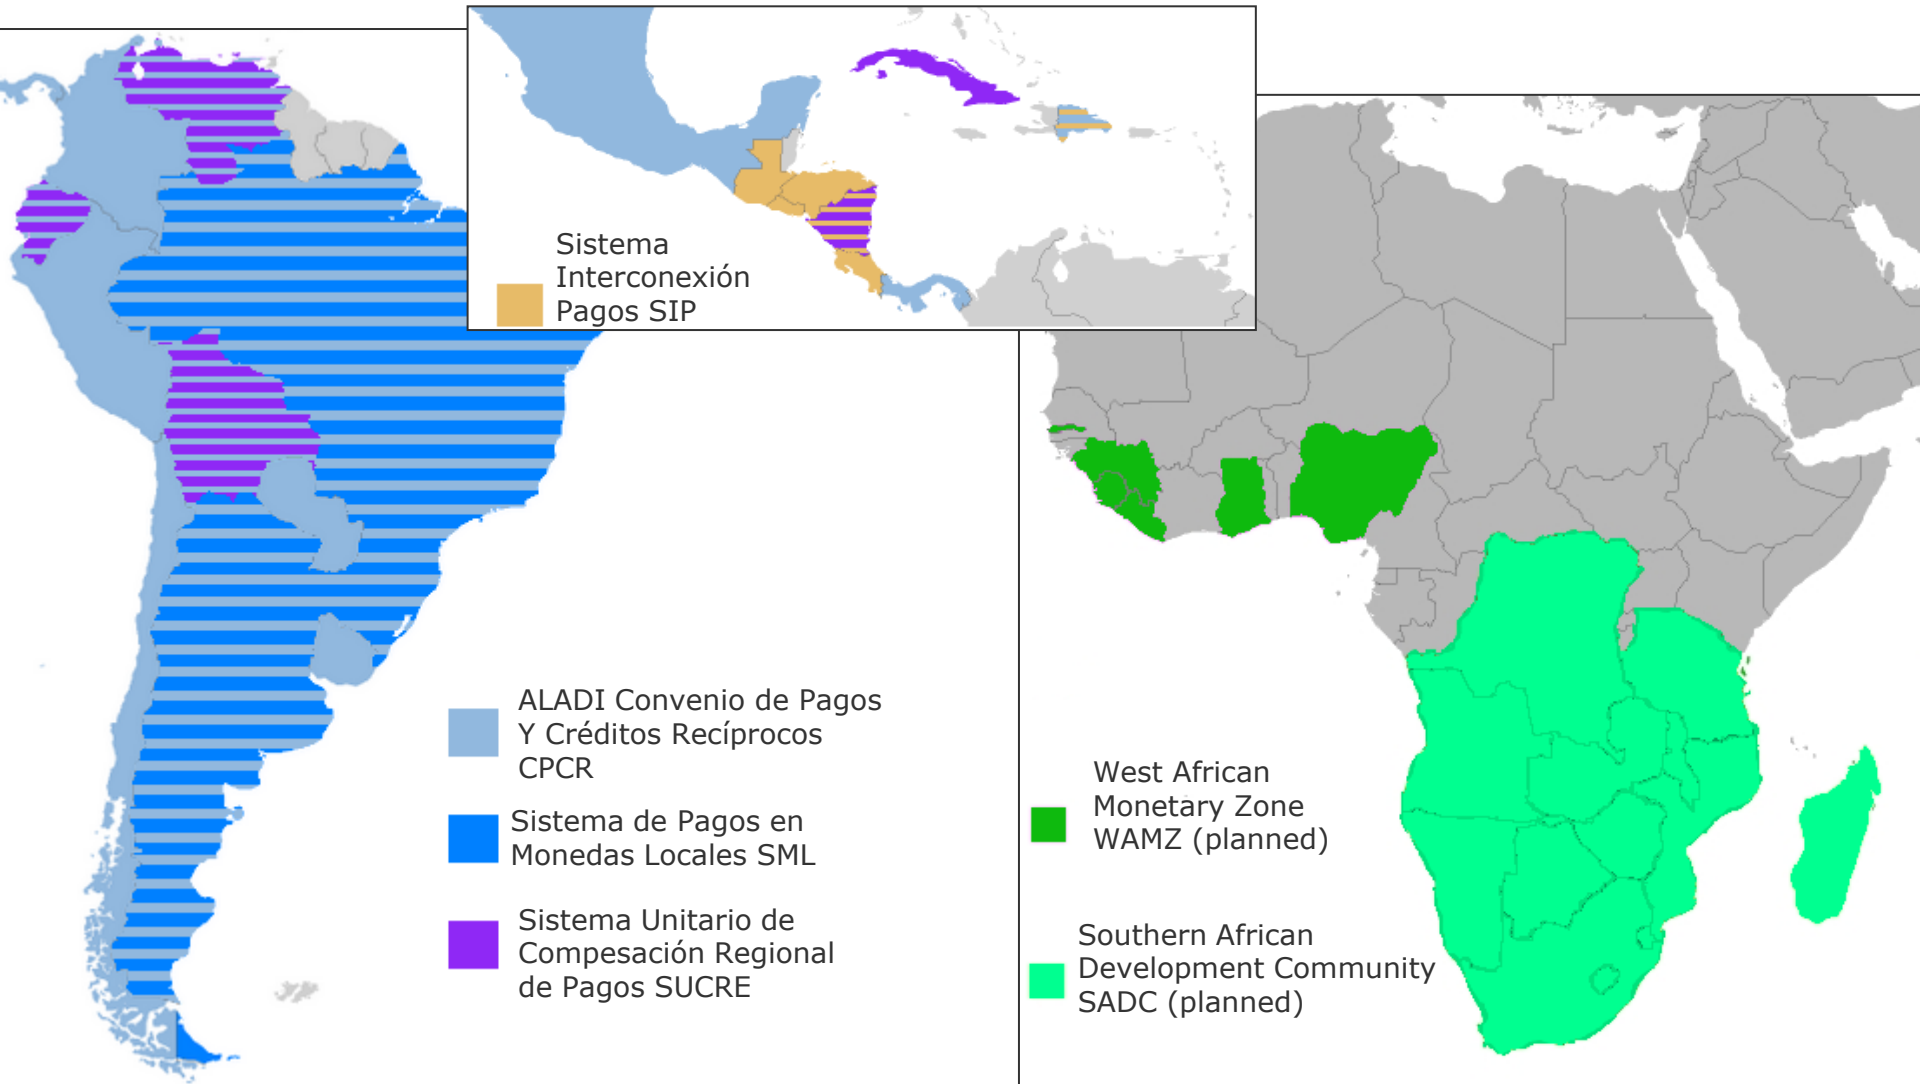 Sistema
Interconexión
Pagos SIP
ALADI Convenio de Pagos
Y Créditos Recíprocos
CPCR
Sistema de Pagos en
Monedas Locales SML
Sistema Unitario de
Compesación Regional
de Pagos SUCRE
West African
Monetary Zone
WAMZ (planned)
Southern African
Development Community
SADC (planned)